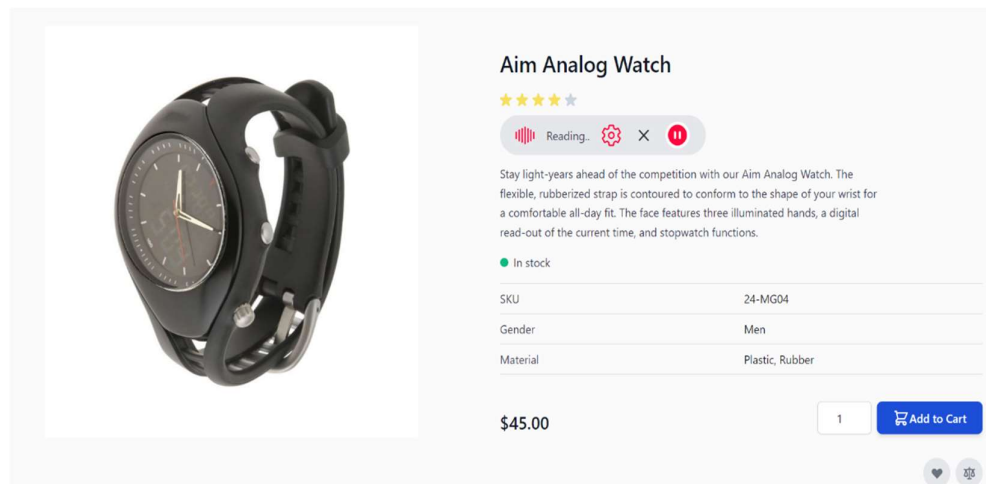 Aim Analog Watch
Reading..
Stay light-years ahead of the competition with our Aim Analog Watch. The
flexible, rubberized strap is contoured to conform to the shape of your wrist for
a comfortable all-day fit. The face features three illuminated hands, a digital
read-out of the current time, and stopwatch functions.
In stock
SKU 24-MG04
Gender Men
Material Plastic, Rubber
$45.00 1 Add to Cart